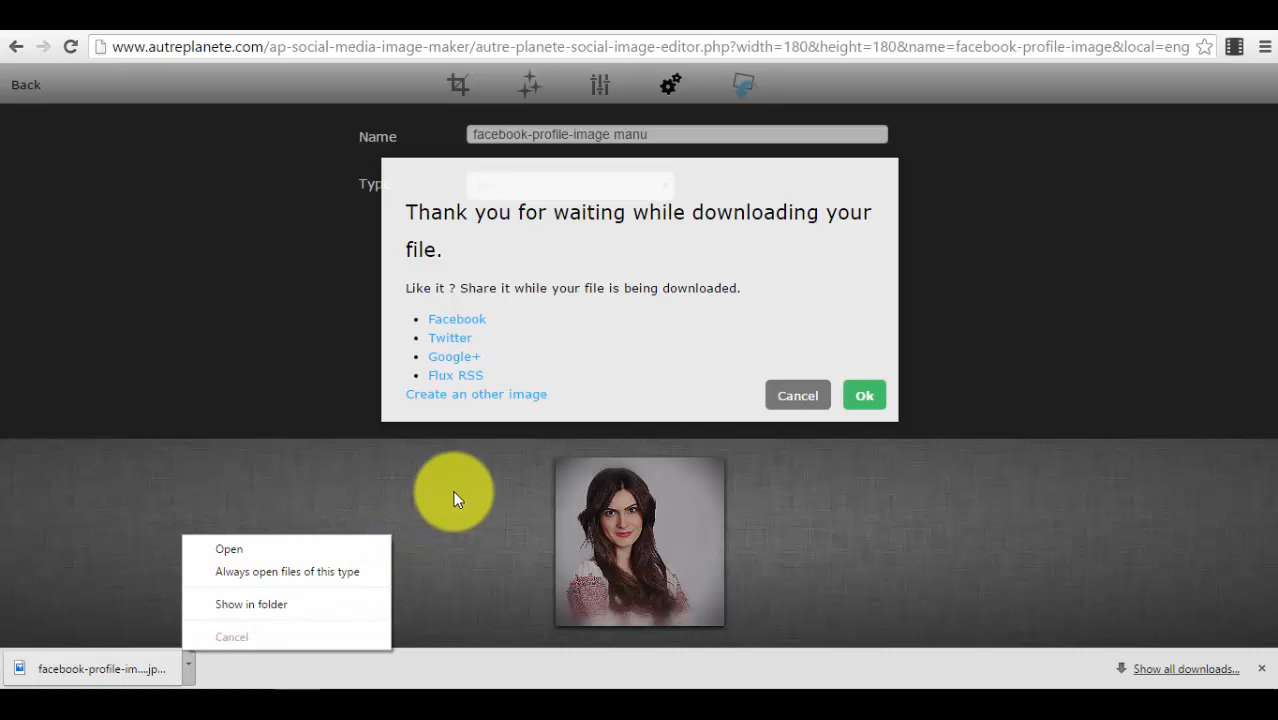 www.autreplanete.com/ap-social-media-image-maker/autre-planete-social-image-editor.php?width=180&height=180&name=facebook-profile-image&local=eng
Back
Name
facebook-profile-image manu
Type
Thank you for waiting while downloading your
file.
Like it ? Share it while your file is being downloaded.
Facebook
Twitter
Google+
Flux RSS
Create an other image
Cancel
Ok
Open
Always open files of this type
Show in folder
Cancel
facebook-profile-im....jp...
Show all downloads...